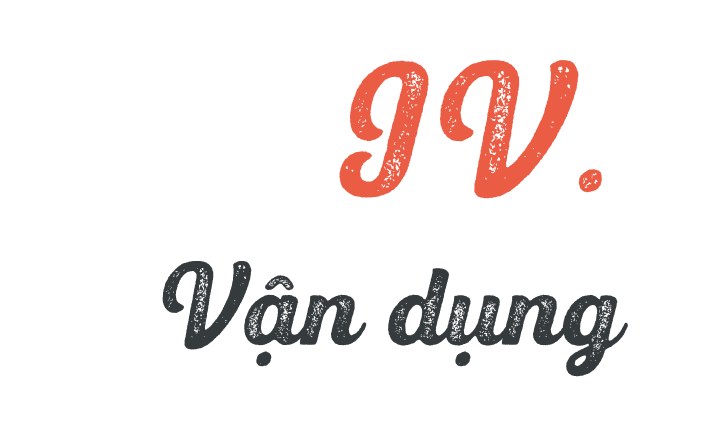 IV.
Vận dụng